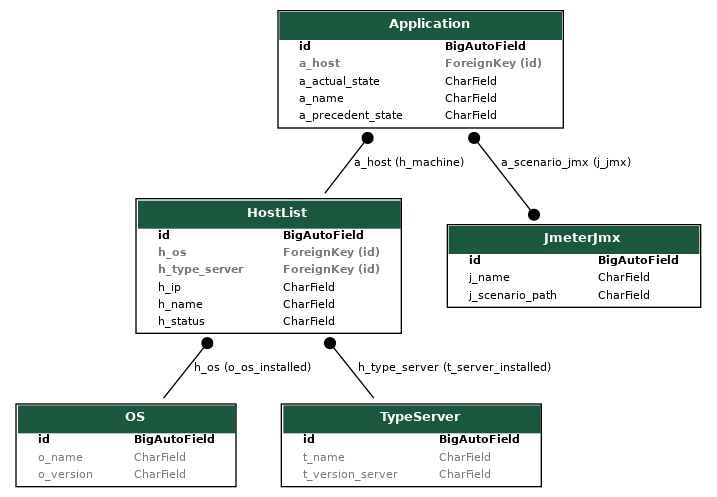 Application
id BigAutoField
a_host ForeignKey (id)
a_actual_state CharField
a_name CharField
a_precedent_state CharField
a_host (h_machine) a_scenario_jmx (j_jmx)
HostList
id BigAutoField
h_os ForeignKey (id)
h_type_server ForeignKey (id)
h_ip CharField
h_name CharField
h_status CharField
JmeterJmx
id BigAutoField
j_name CharField
j_scenario_path CharField
h_os (o_os_installed) h_type_server (t_server_installed)
OS
id BigAutoField
o_name CharField
o_version CharField
TypeServer
id BigAutoField
t_name CharField
t_version_server CharField